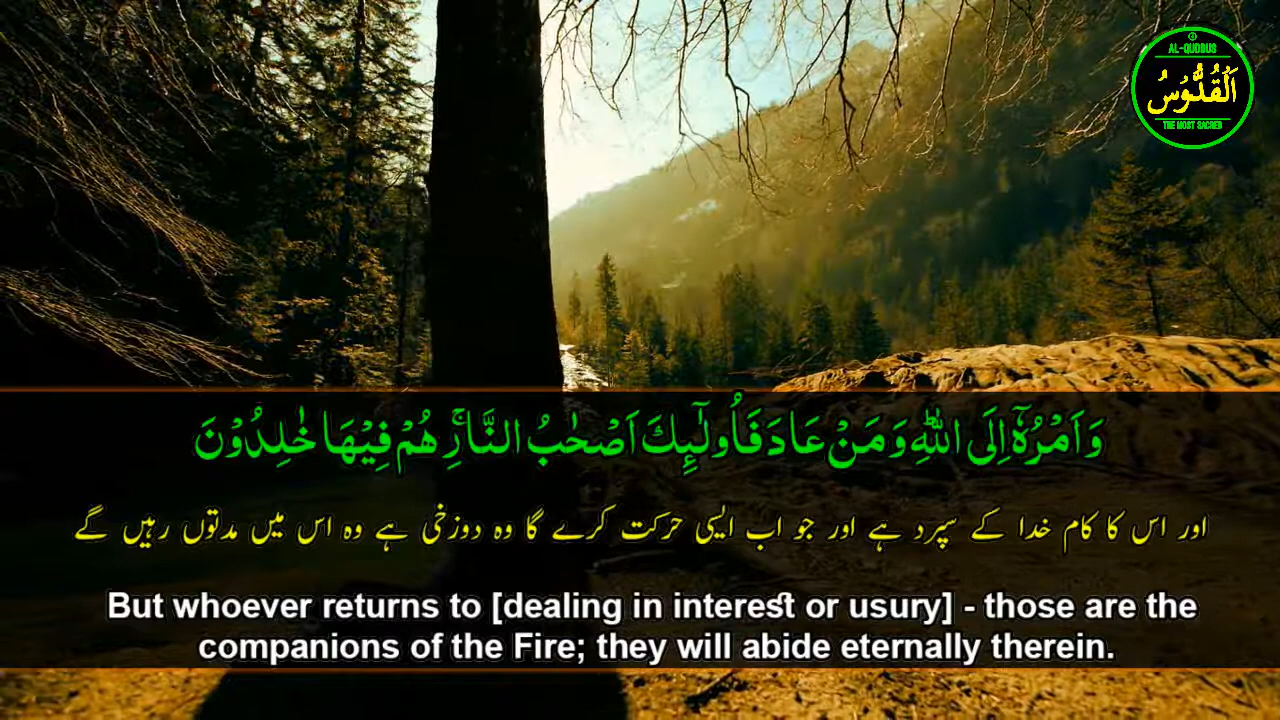 AL-QUDDUS
اَلْقُدُّوْسُ
THE MOST SACRED
وَاَمْرُهٗۤ اِلَى اللّٰهِ وَمَنْ عَادَ فَاُولٰٓئِكَ اَصْحٰبُ النَّارِۚ هُمْ فِيْهَا خٰلِدُوْنَ
اور اس کا کام خدا کے سپرد ہے اور جو اب ایسی حرکت کرے گا وہ دوزخی ہے وہ اس میں مدتوں رہیں گے
But whoever returns to [dealing in interest or usury] - those are the
companions of the Fire; they will abide eternally therein.